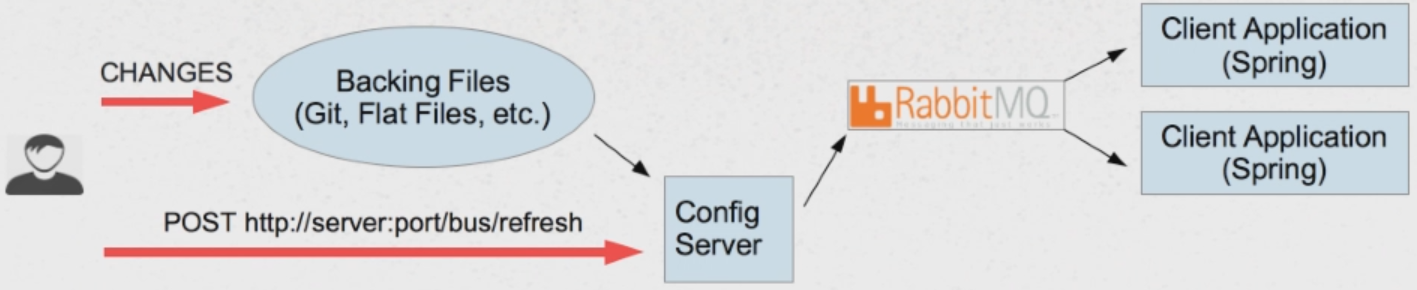 CHANGES
Backing Files
(Git, Flat Files, etc.)
POST http://server:port/bus/refresh
Config
Server
RabbitMQ
Messaging that just works
Client Application
(Spring)
Client Application
(Spring)